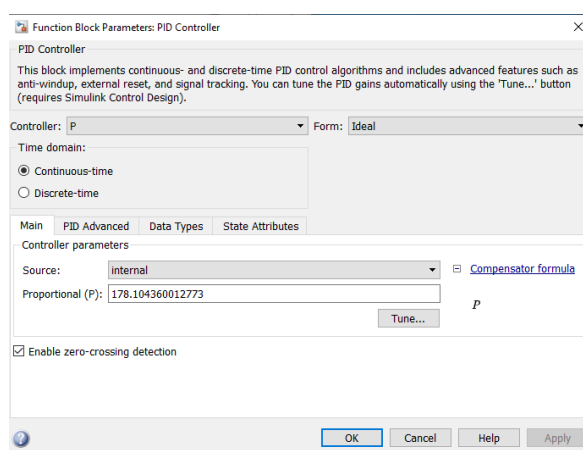 Function Block Parameters: PID Controller
PID Controller
This block implements continuous- and discrete-time PID control algorithms and includes advanced features such as
anti-windup, external reset, and signal tracking. You can tune the PID gains automatically using the 'Tune...' button
(requires Simulink Control Design).
Controller: P Form: Ideal
Time domain:
Continuous-time
Discrete-time
Main PID Advanced Data Types State Attributes
Controller parameters
Source: internal Compensator formula
Proportional (P): 178.104360012773
P
Tune...
Enable zero-crossing detection
OK Cancel Help Apply